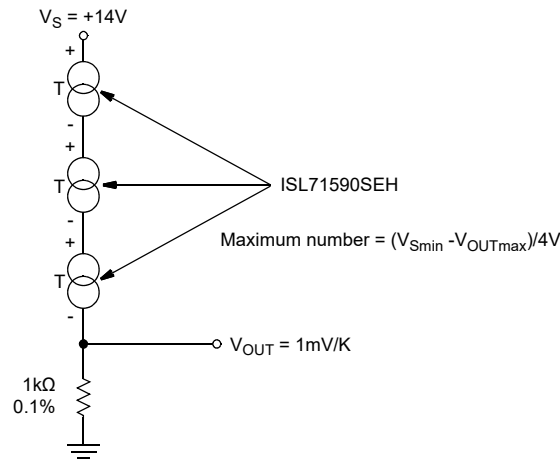 V_S = +14V
+
T
-
+
T
-
+
T
-
ISL71590SEH
Maximum number = (V_Smin -V_OUTmax)/4V
V_OUT = 1mV/K
1kΩ
0.1%